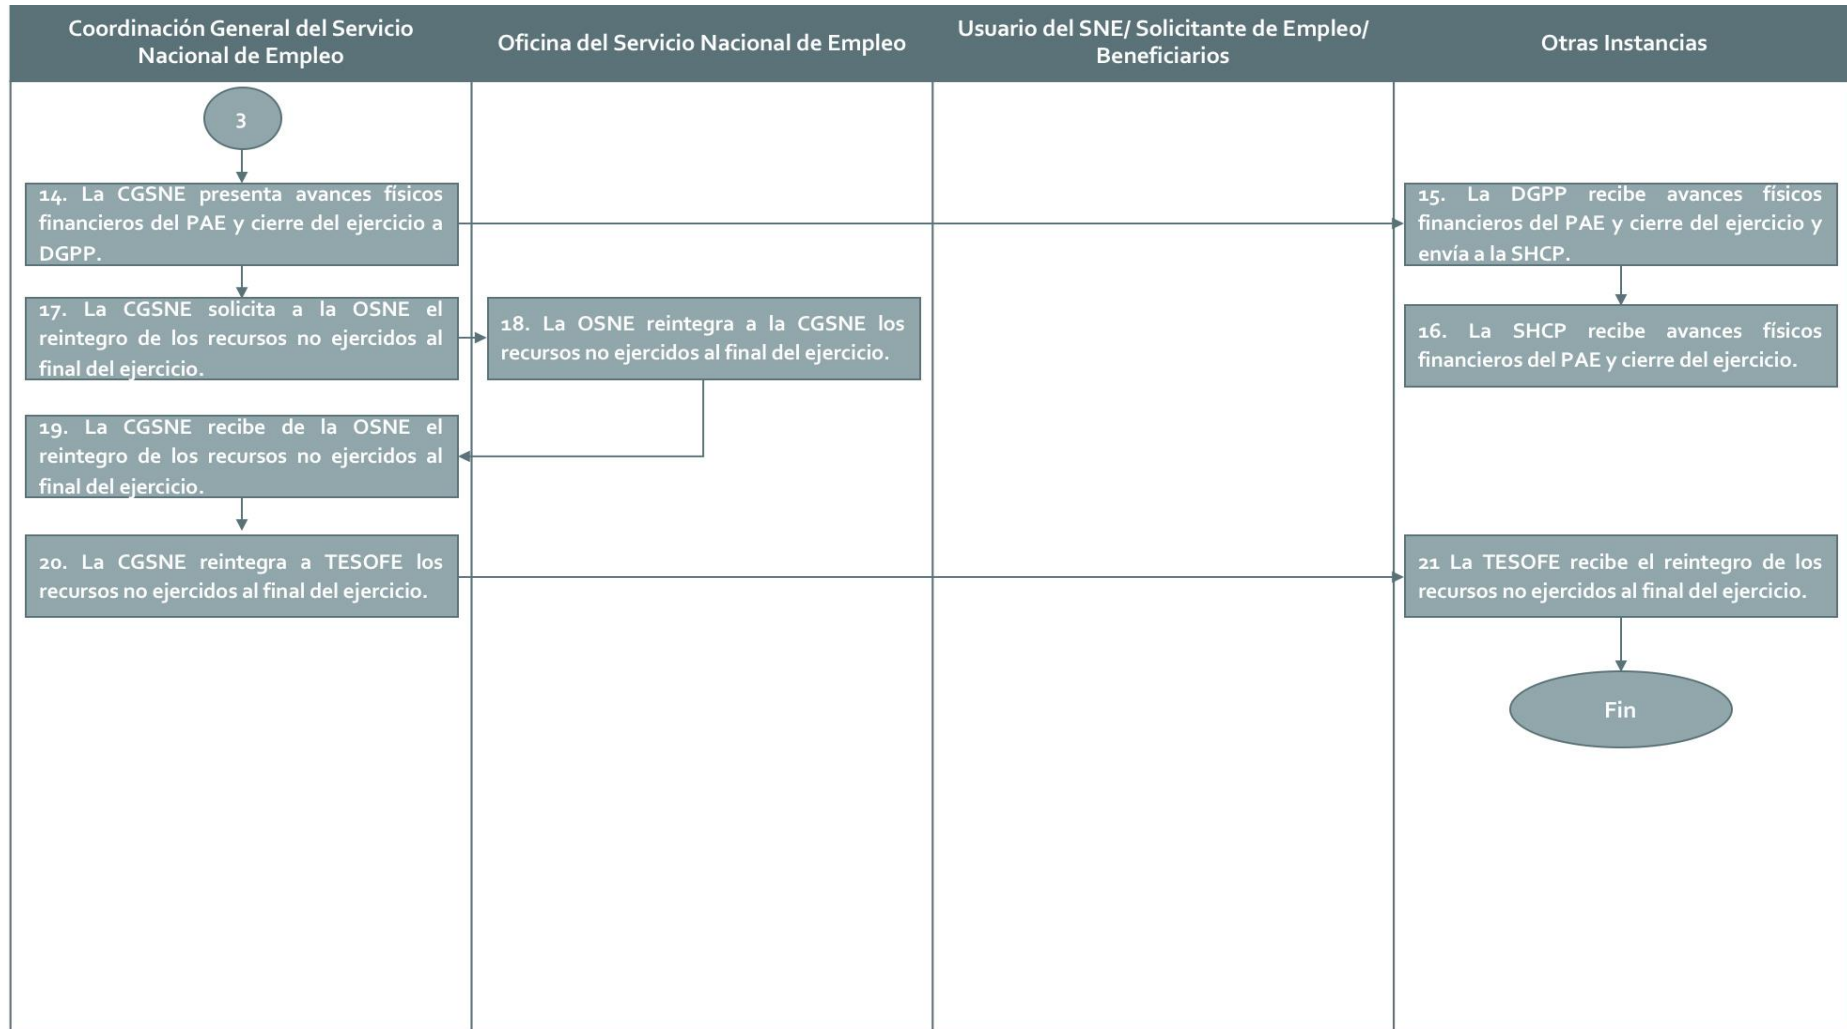 Coordinación General del Servicio
Nacional de Empleo
Oficina del Servicio Nacional de Empleo
Usuario del SNE/ Solicitante de Empleo/
Beneficiarios
Otras Instancias
3
14. La CGSNE presenta avances físicos
financieros del PAE y cierre del ejercicio a
DGPP.
15. La DGPP recibe avances físicos
financieros del PAE y cierre del ejercicio y
envía a la SHCP.
17. La CGSNE solicita a la OSNE el
reintegro de los recursos no ejercidos al
final del ejercicio.
18. La OSNE reintegra a la CGSNE los
recursos no ejercidos al final del ejercicio.
16. La SHCP recibe avances físicos
financieros del PAE y cierre del ejercicio.
19. La CGSNE recibe de la OSNE el
reintegro de los recursos no ejercidos al
final del ejercicio.
20. La CGSNE reintegra a TESOFE los
recursos no ejercidos al final del ejercicio.
21 La TESOFE recibe el reintegro de los
recursos no ejercidos al final del ejercicio.
Fin